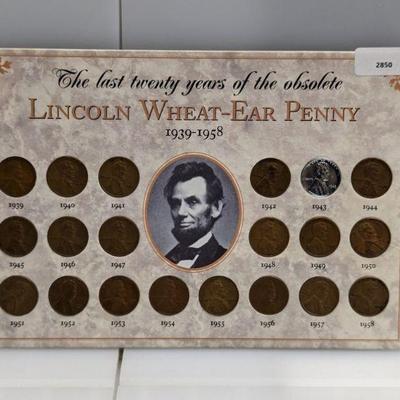 The last twenty years of the obsolete
2850
LINCOLN WHEAT-EAR PENNY
1939-1958
1939 1940 1941 1942 1943 1944
1945 1946 1947 1948 1949 1950
1951 1952 1953 1954 1955 1956 1957 1958